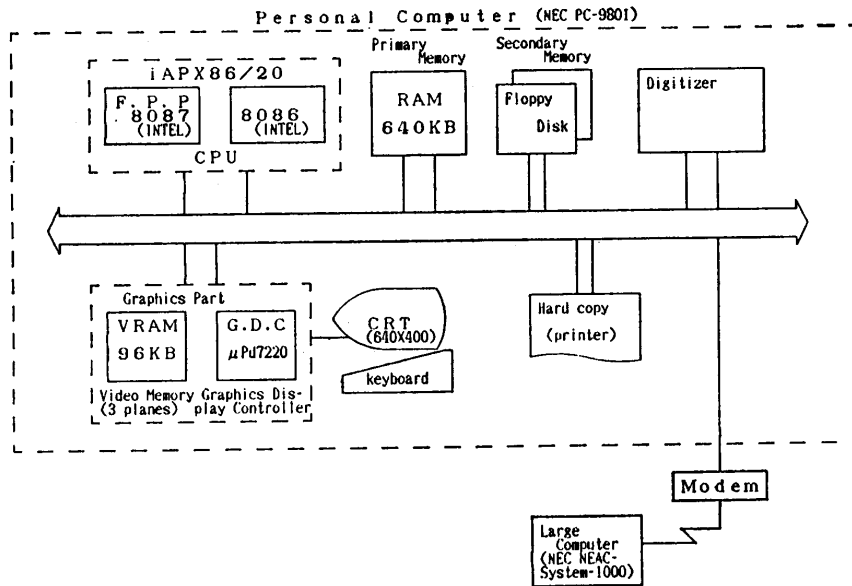 Personal Computer (NEC PC-9801)
iAPX86/20
F. P. P
8087
(INTEL)
8086
(INTEL)
CPU
Primary
Memory
RAM
640KB
Secondary
Memory
Floppy
Disk
Digitizer
Graphics Part
VRAM
96KB
G.D.C
μPd7220
Video Memory Graphics Dis-
(3 planes) play Controller
CRT
(640X400)
keyboard
Hard copy
(printer)
Modem
Large
Computer
(NEC NEAC-
System-1000)